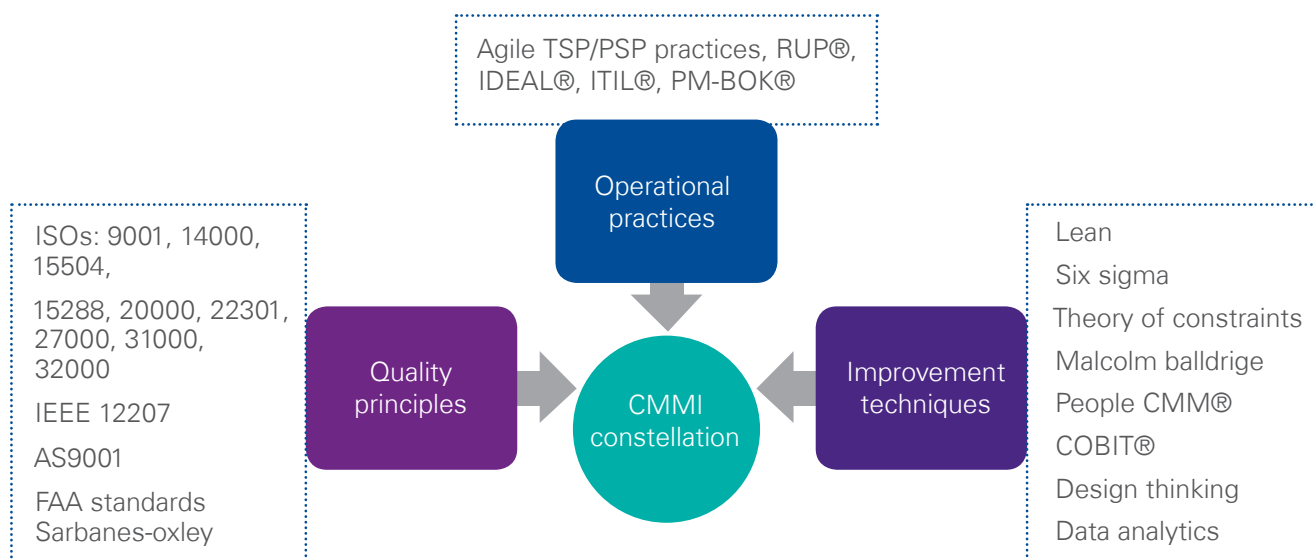 Agile TSP/PSP practices, RUP®,
IDEAL®, ITIL®, PM-BOK®
Operational
practices
ISOs: 9001, 14000,
15504,
15288, 20000, 22301,
27000, 31000,
32000
IEEE 12207
AS9001
FAA standards
Sarbanes-oxley
Quality
principles
CMMI
constellation
Improvement
techniques
Lean
Six sigma
Theory of constraints
Malcolm balldrige
People CMM®
COBIT®
Design thinking
Data analytics